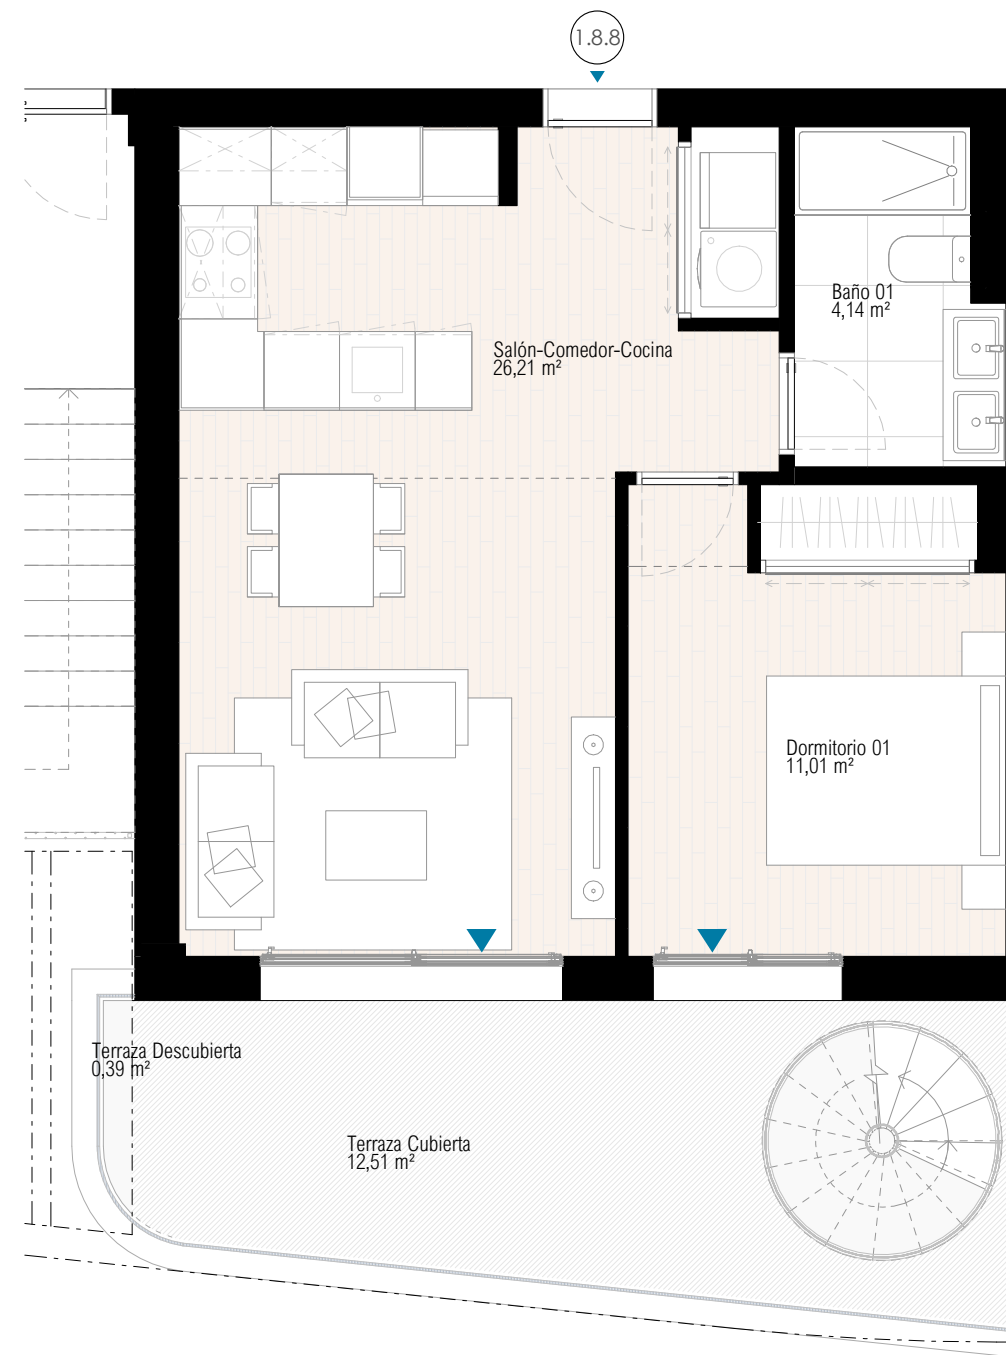 1.8.8
Baño 01
4,14 m²
Salón-Comedor-Cocina
26,21 m²
Dormitorio 01
11,01 m²
Terraza Descubierta
0,39 m²
Terraza Cubierta
12,51 m²